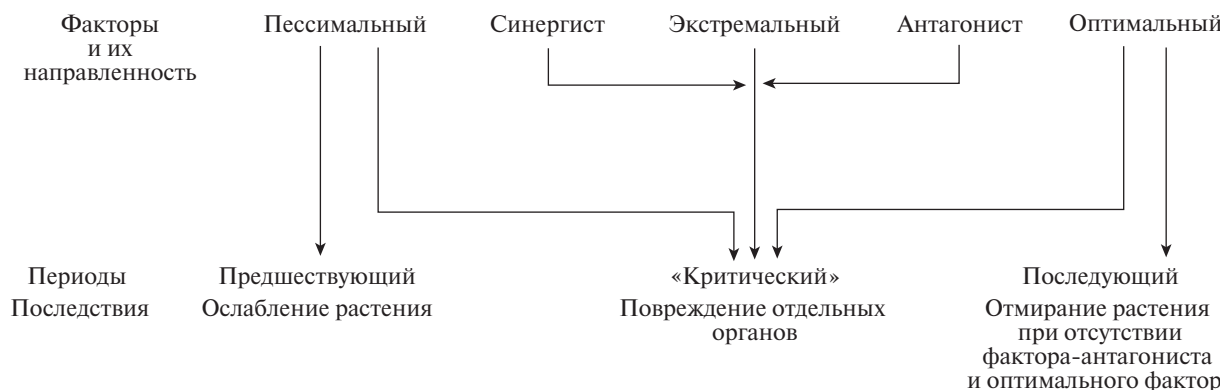 Факторы и их направленность
Пессимальный
Синергист
Экстремальный
Антагонист
Оптимальный
Периоды
Предшествующий
«Критический»
Последующий
Последствия
Ослабление растения
Повреждение отдельных
органов
Отмирание растения
при отсутствии
фактора-антагониста
и оптимального фактор